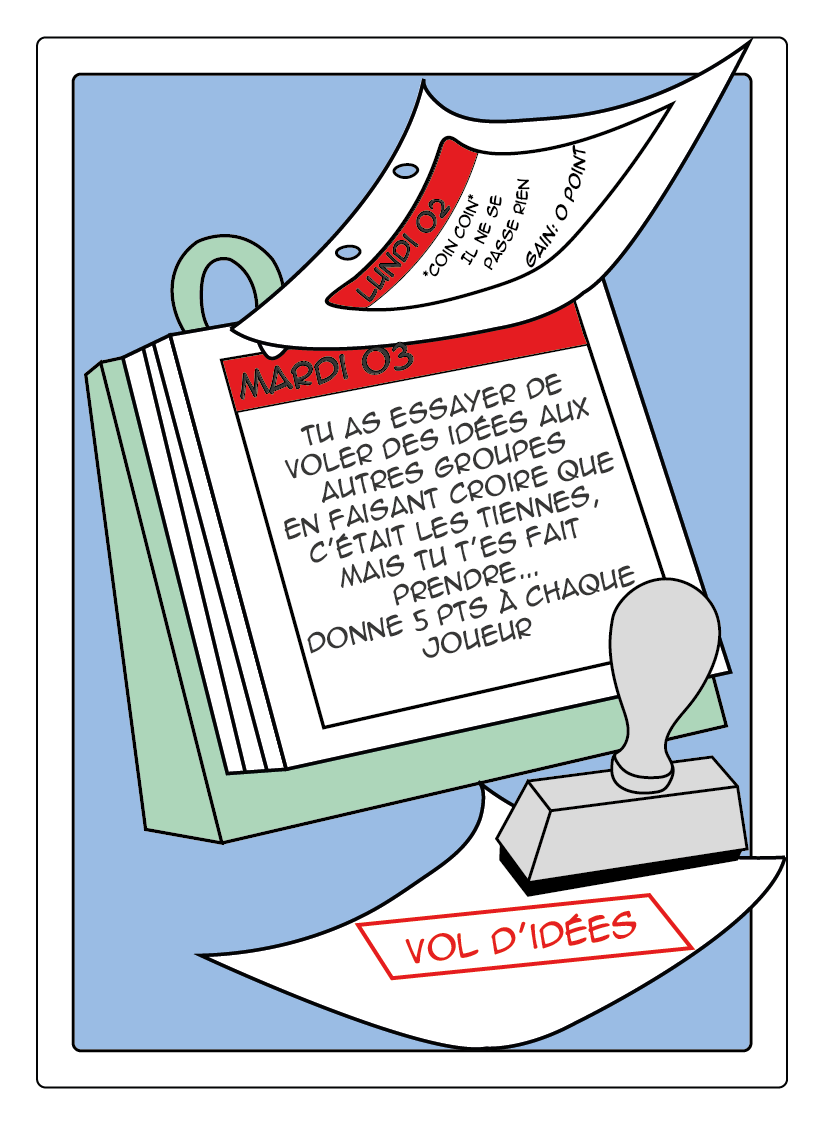 LUNDI 02
*COIN COIN*
IL NE SE
PASSE RIEN
GAIN: 0 POINT
MARDI 03
TU AS ESSAYER DE
VOLER DES IDÉES AUX
AUTRES GROUPES
EN FAISANT CROIRE QUE
C'ÉTAIT LES TIENNES,
MAIS TU T'ES FAIT
PRENDRE...
DONNE 5 PTS À CHAQUE
JOUEUR
VOL D'IDÉES